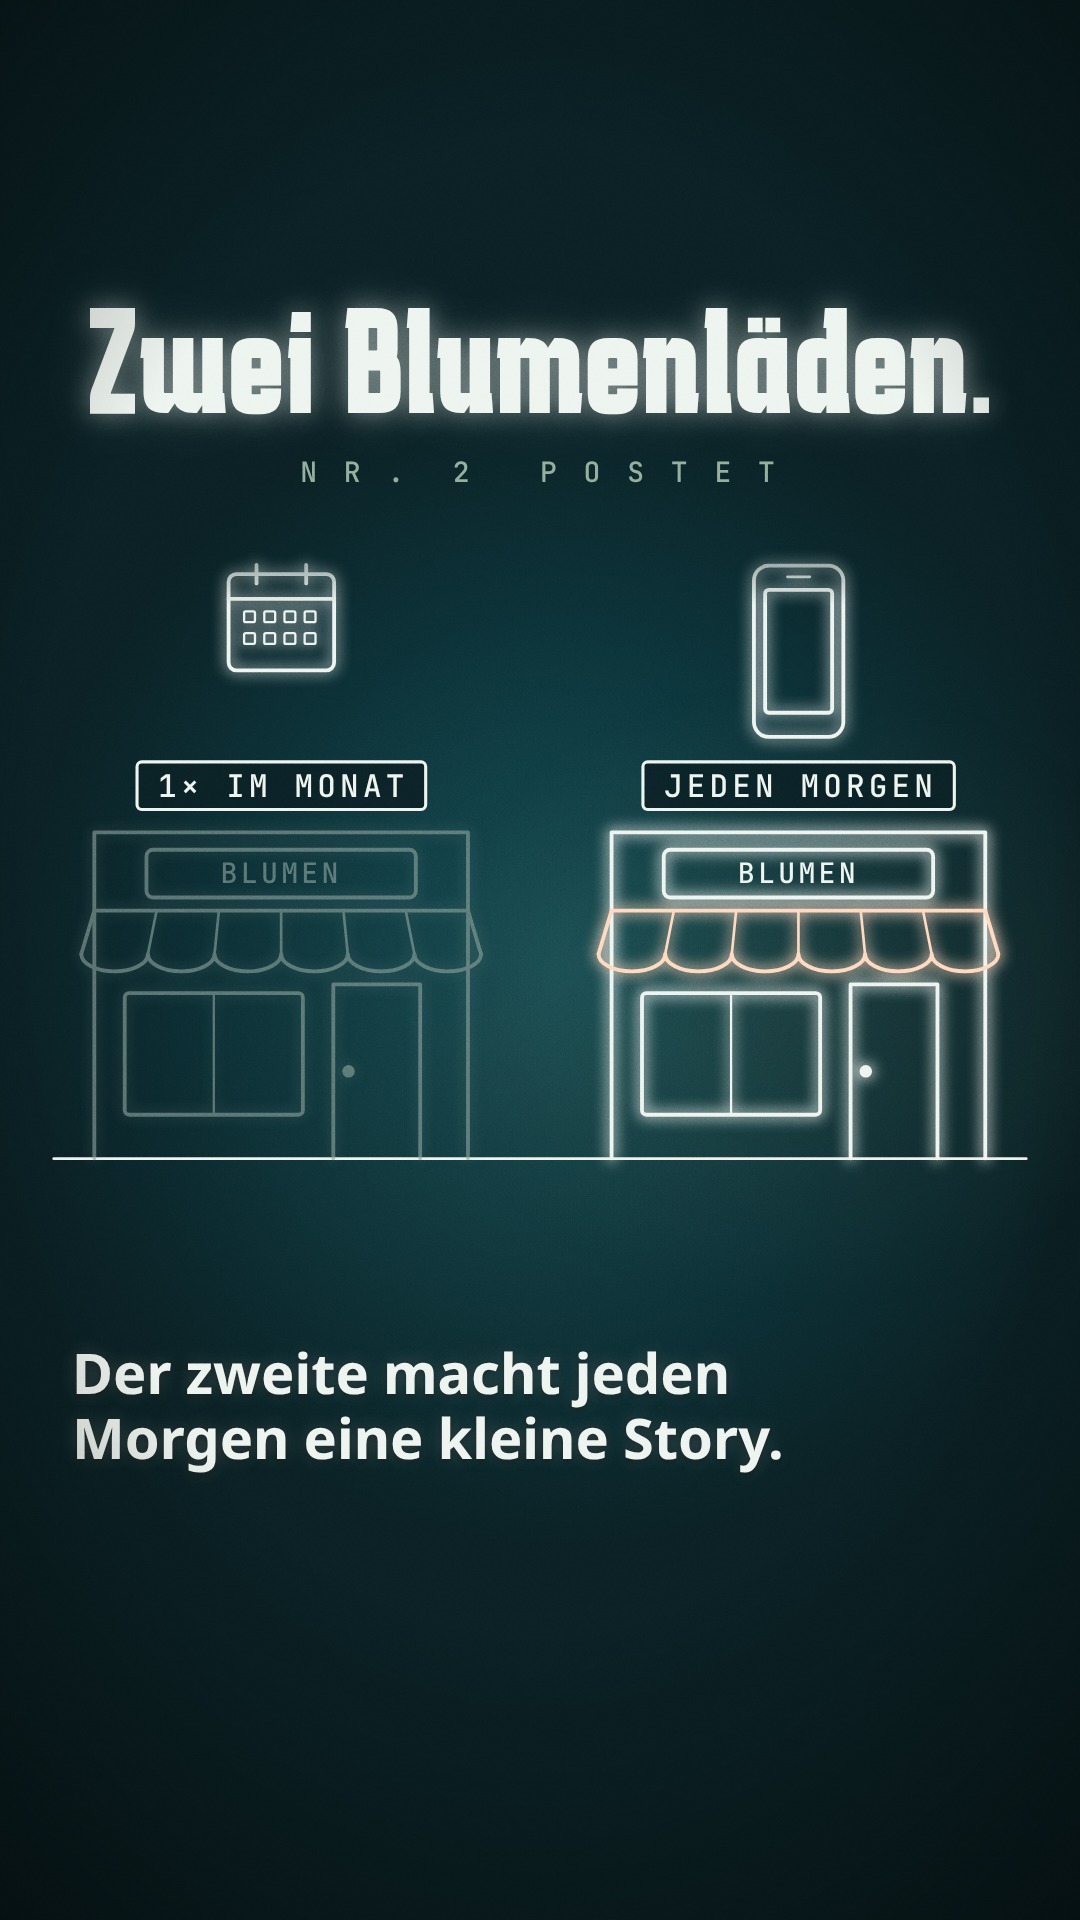 Zwei Blumenläden.
NR. 2 POSTET
1× IM MONAT
JEDEN MORGEN
BLUMEN
BLUMEN
Der zweite macht jeden
Morgen eine kleine Story.